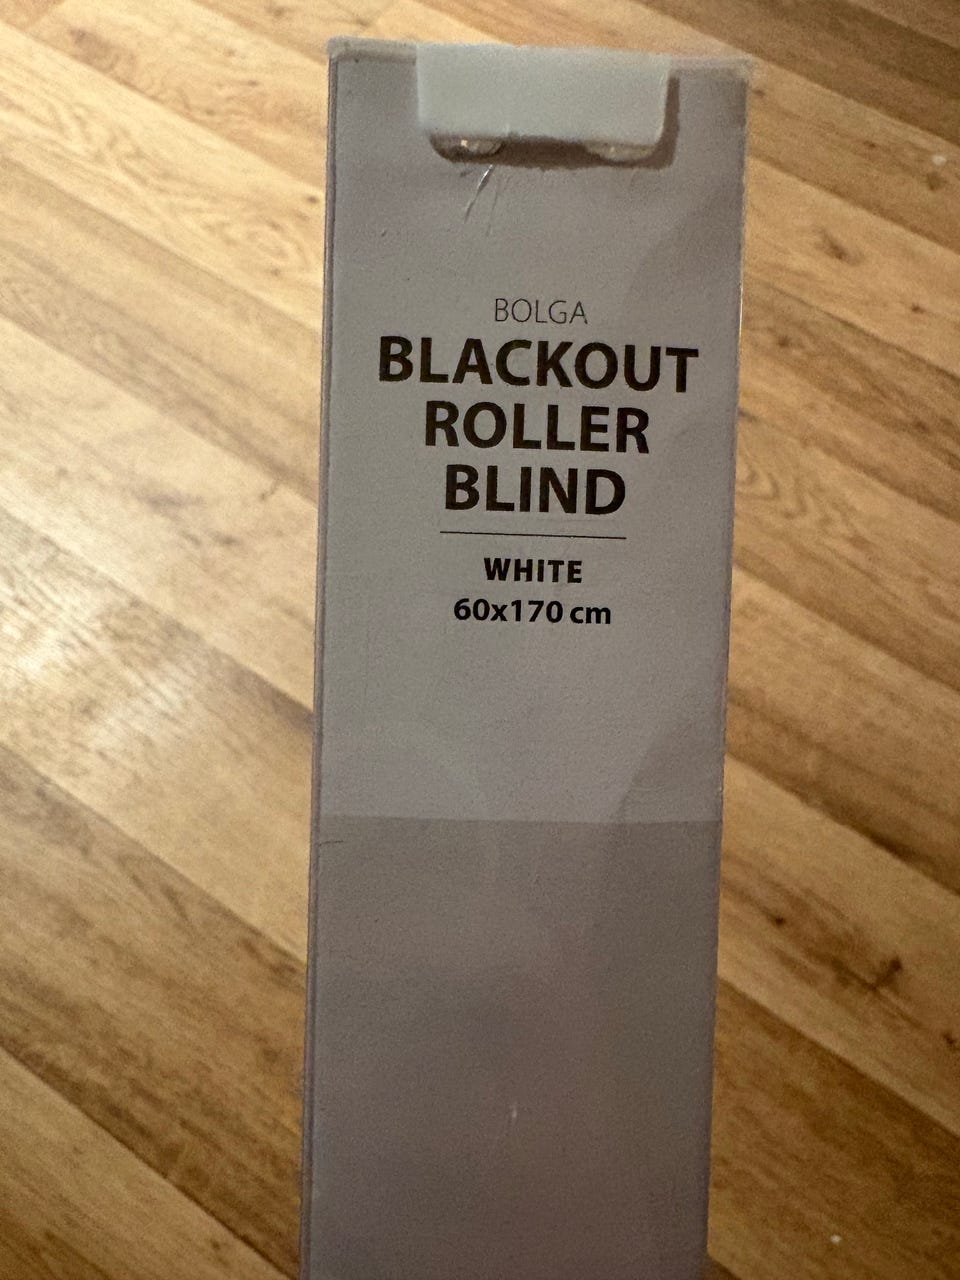 BOLGA
BLACKOUT
ROLLER
BLIND
WHITE
60x170 cm